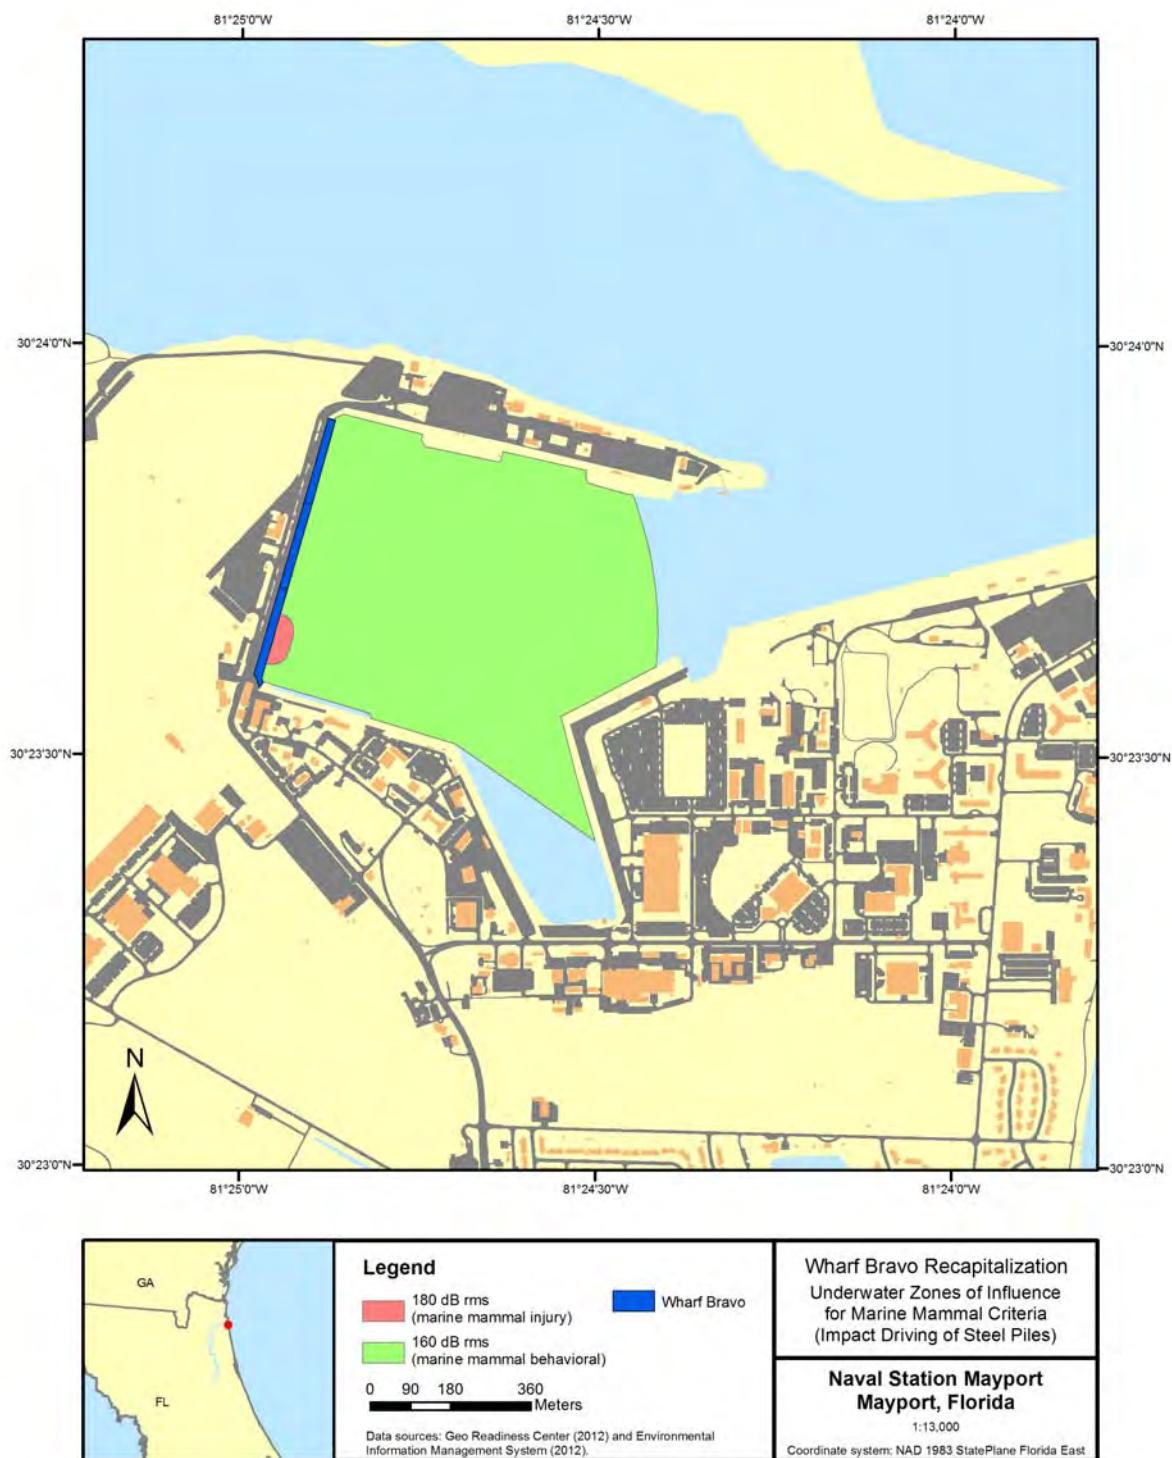 81°25'0"W 81°24'30"W 81°24'0"W
30°24'0"N 30°24'0"N
30°23'30"N 30°23'30"N
N
30°23'0"N 30°23'0"N
81°25'0"W 81°24'30"W 81°24'0"W
GA
FL
Legend
180 dB rms
(marine mammal injury)
Wharf Bravo
160 dB rms
(marine mammal behavioral)
0 90 180 360
Meters
Data sources: Geo Readiness Center (2012) and Environmental
Information Management System (2012).
Wharf Bravo Recapitalization
Underwater Zones of Influence
for Marine Mammal Criteria
(Impact Driving of Steel Piles)
Naval Station Mayport
Mayport, Florida
1:13,000
Coordinate system: NAD 1983 StatePlane Florida East